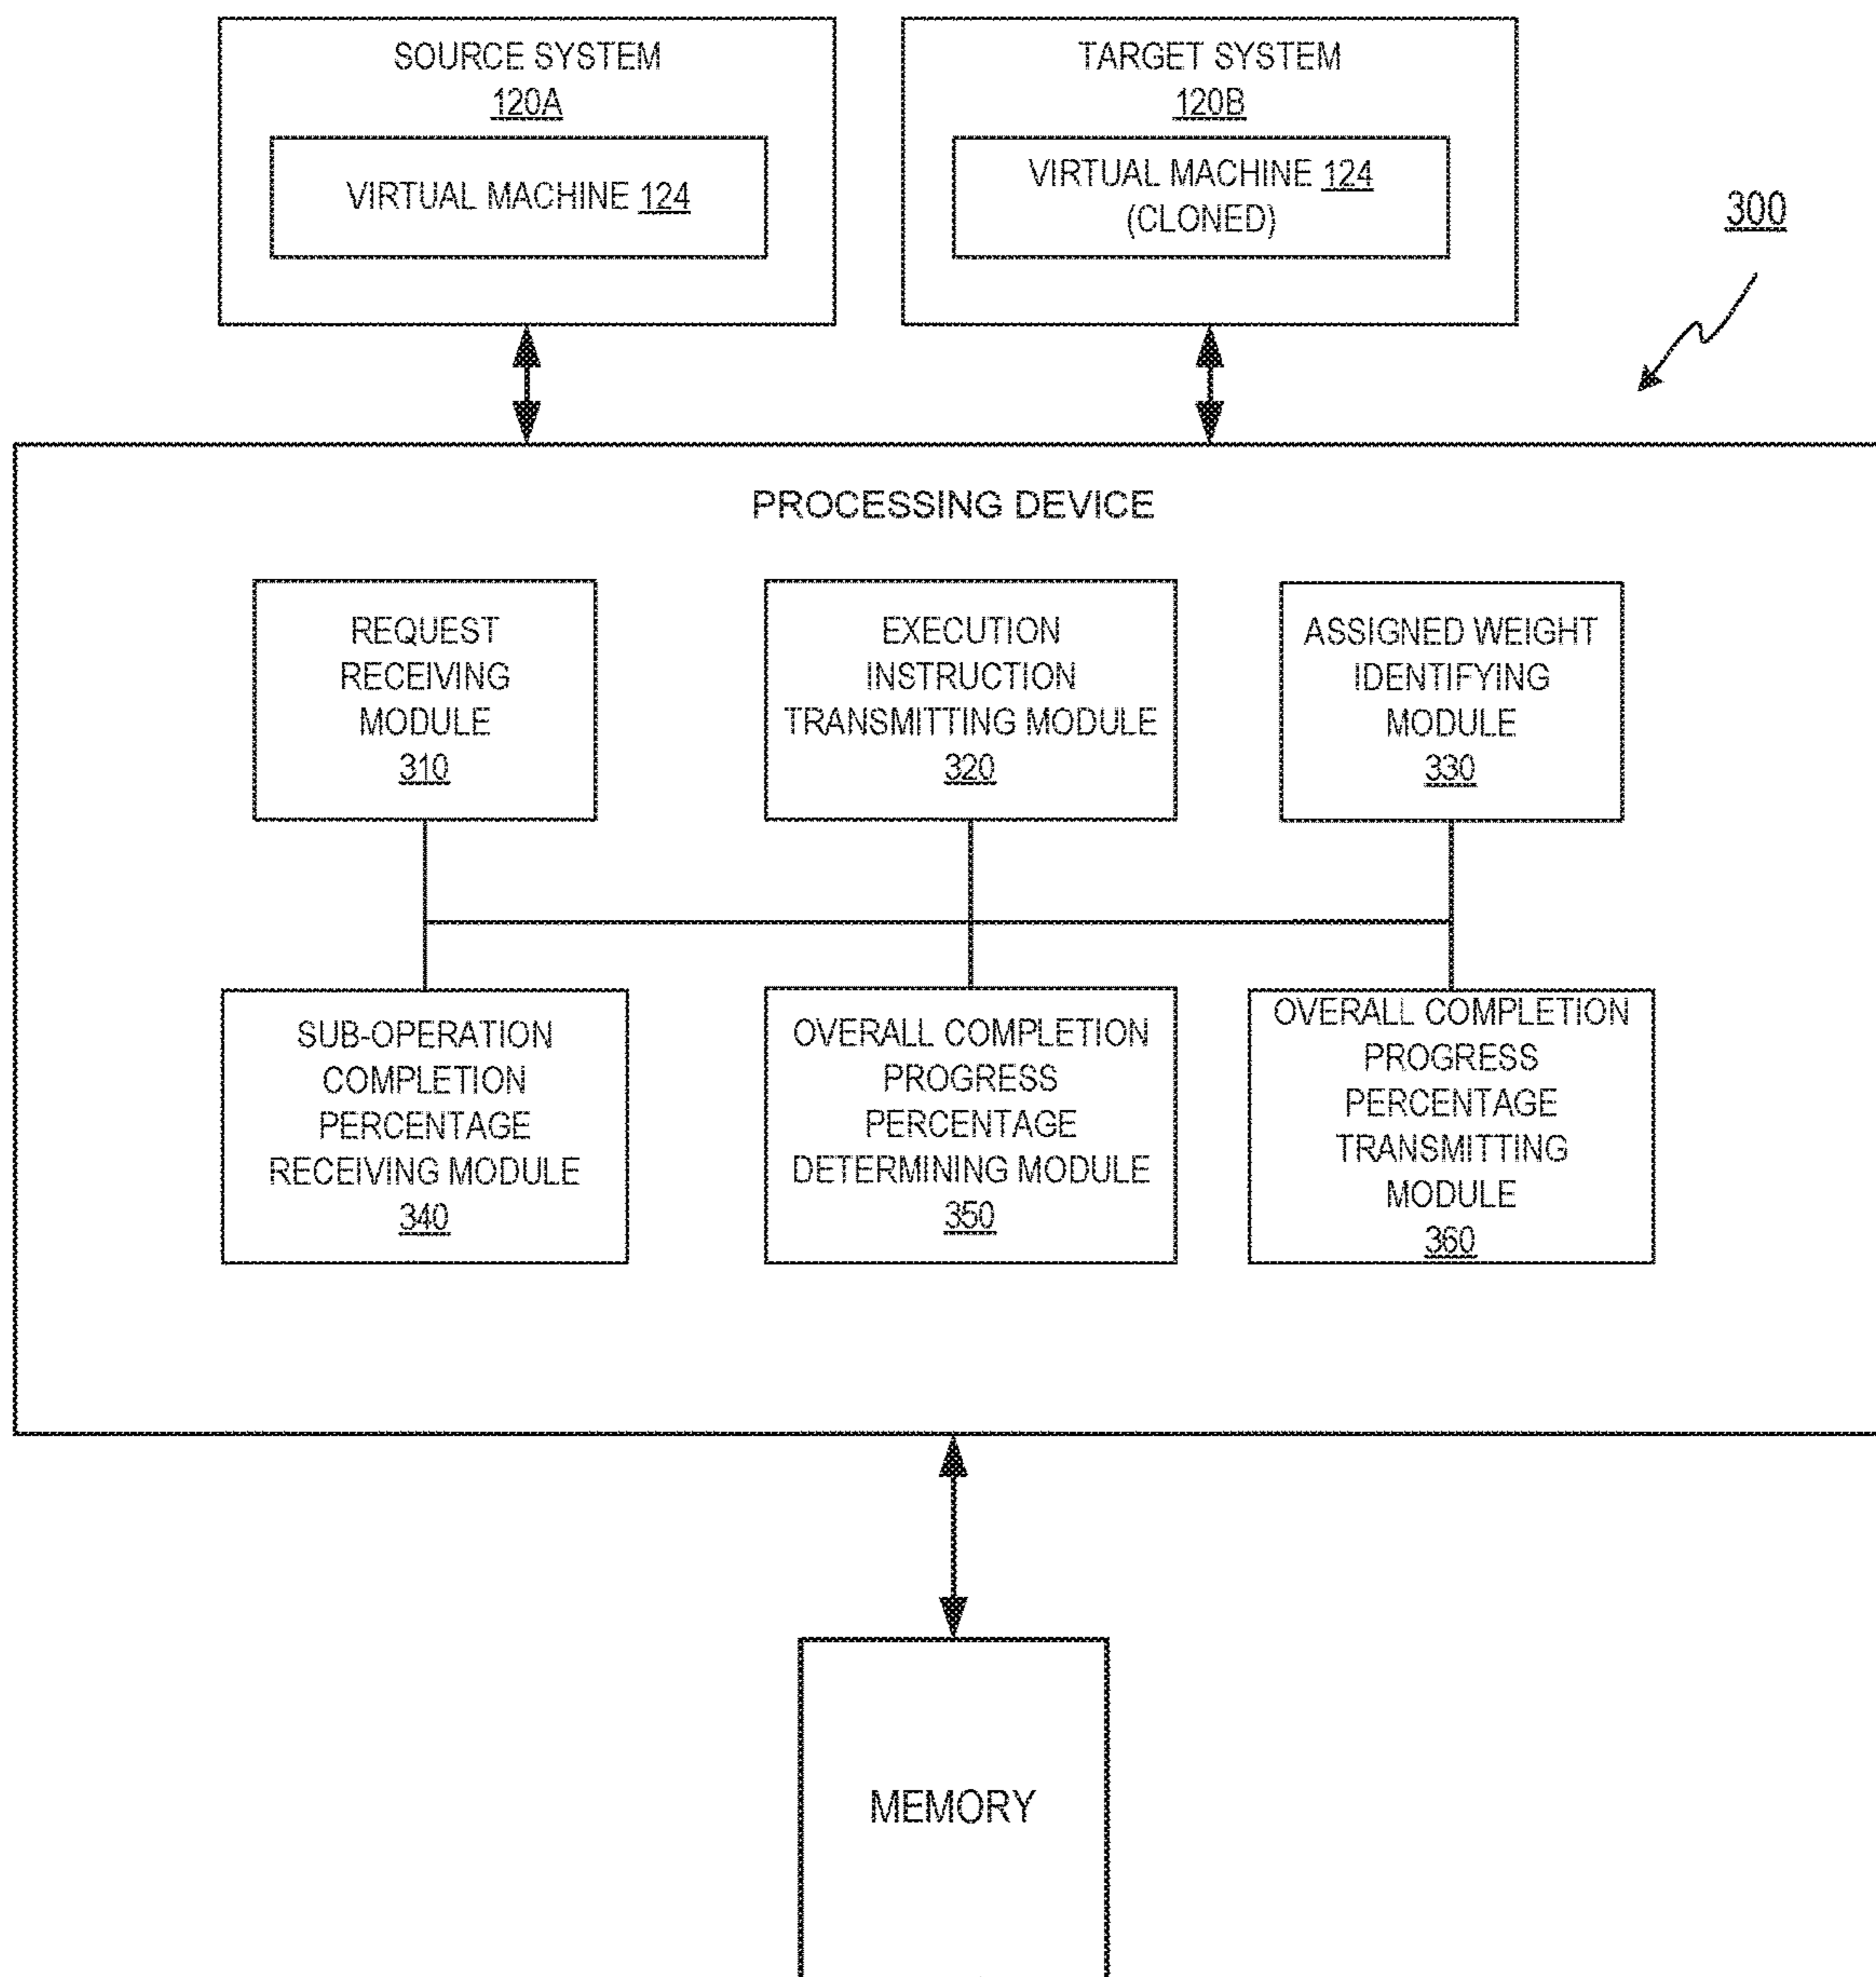 SOURCE SYSTEM
120A
VIRTUAL MACHINE 124
TARGET SYSTEM
120B
VIRTUAL MACHINE 124
(CLONED)
300
PROCESSING DEVICE
REQUEST
RECEIVING
MODULE
310
EXECUTION
INSTRUCTION
TRANSMITTING MODULE
320
ASSIGNED WEIGHT
IDENTIFYING
MODULE
330
SUB-OPERATION
COMPLETION
PERCENTAGE
RECEIVING MODULE
340
OVERALL COMPLETION
PROGRESS
PERCENTAGE
DETERMINING MODULE
350
OVERALL COMPLETION
PROGRESS
PERCENTAGE
TRANSMITTING
MODULE
360
MEMORY